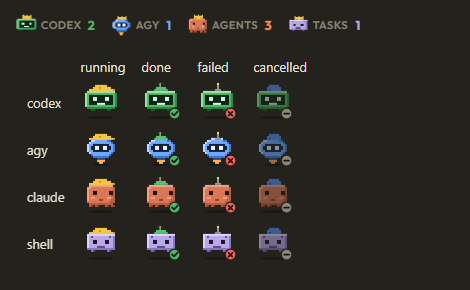 CODEX 2 AGY 1 AGENTS 3 TASKS 1
running done failed cancelled
codex
agy
claude
shell